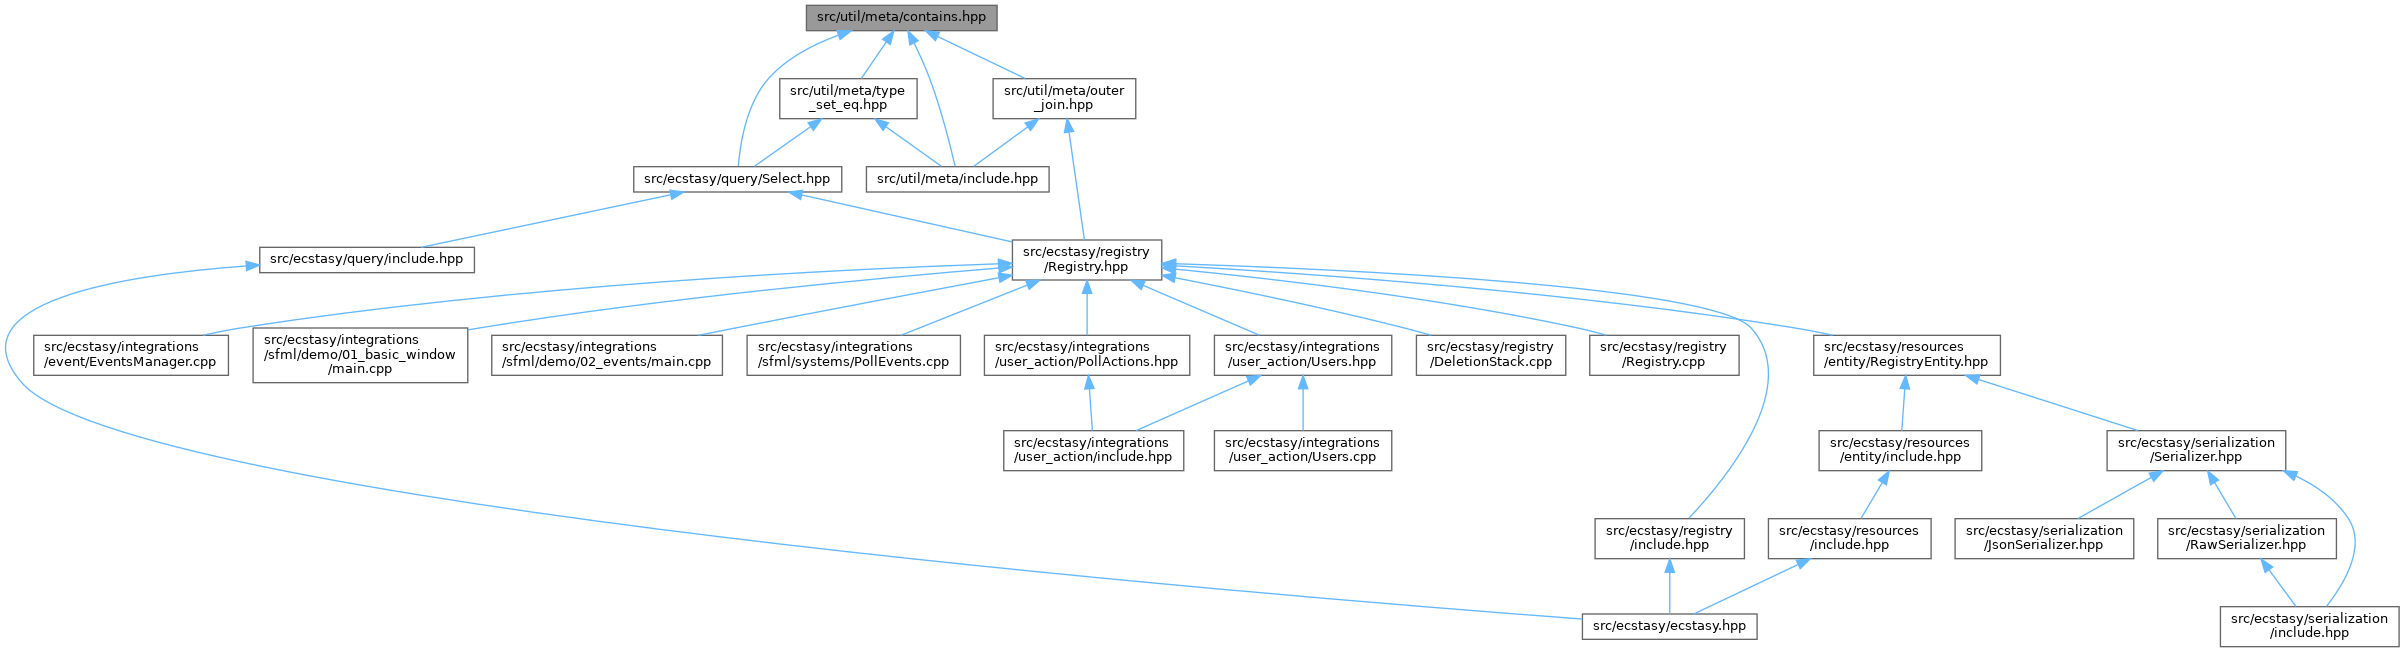 src/util/meta/contains.hpp
src/util/meta/type
_set_eq.hpp
src/util/meta/outer
_join.hpp
src/ecstasy/query/Select.hpp
src/util/meta/include.hpp
src/ecstasy/query/include.hpp
src/ecstasy/registry
/Registry.hpp
src/ecstasy/integrations
/event/EventsManager.cpp
src/ecstasy/integrations
/sfml/demo/01_basic_window
/main.cpp
src/ecstasy/integrations
/sfml/demo/02_events/main.cpp
src/ecstasy/integrations
/sfml/systems/PollEvents.cpp
src/ecstasy/integrations
/user_action/PollActions.hpp
src/ecstasy/integrations
/user_action/Users.hpp
src/ecstasy/registry
/DeletionStack.cpp
src/ecstasy/registry
/Registry.cpp
src/ecstasy/resources
/entity/RegistryEntity.hpp
src/ecstasy/integrations
/user_action/include.hpp
src/ecstasy/integrations
/user_action/Users.cpp
src/ecstasy/resources
/entity/include.hpp
src/ecstasy/serialization
/Serializer.hpp
src/ecstasy/registry
/include.hpp
src/ecstasy/resources
/include.hpp
src/ecstasy/serialization
/JsonSerializer.hpp
src/ecstasy/serialization
/RawSerializer.hpp
src/ecstasy/ecstasy.hpp
src/ecstasy/serialization
/include.hpp